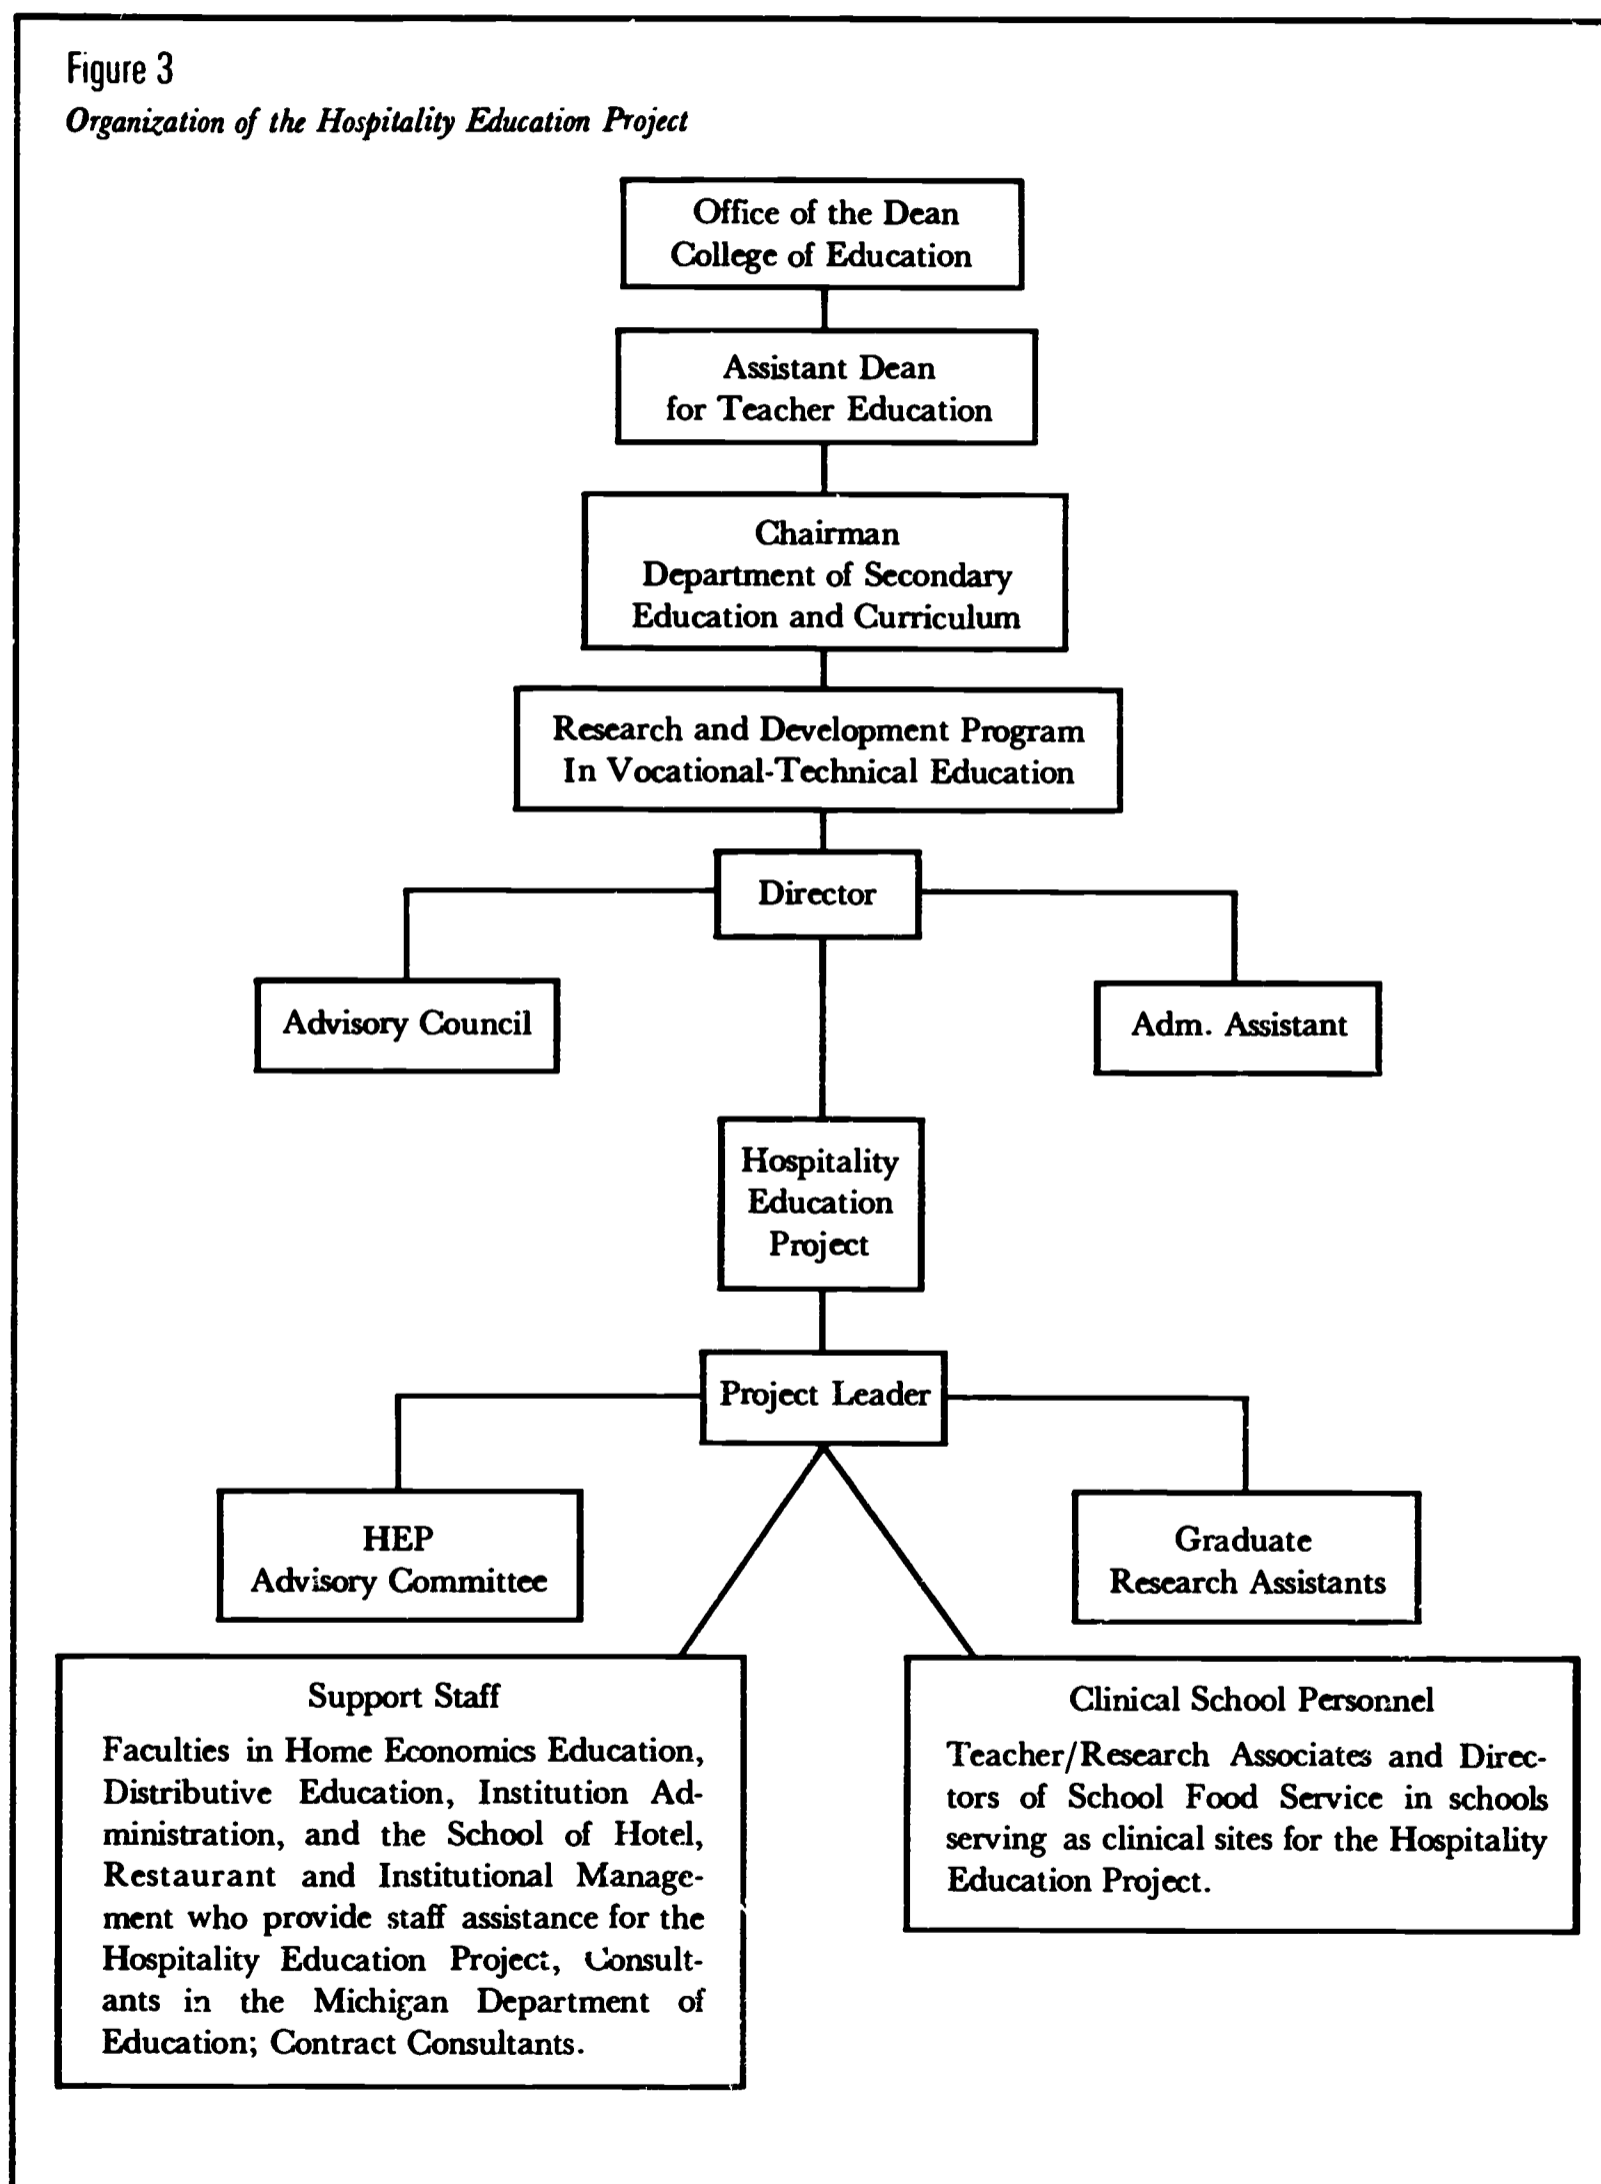 Figure 3
Organization of the Hospitality Education Project
Office of the Dean
College of Education
Assistant Dean
for Teacher Education
Chairman
Department of Secondary
Education and Curriculum
Research and Development Program
In Vocational-Technical Education
Director
Advisory Council
Adm. Assistant
Hospitality
Education
Project
Project Leader
HEP
Advisory Committee
Graduate
Research Assistants
Support Staff
Faculties in Home Economics Education,
Distributive Education, Institution Ad-
ministration, and the School of Hotel,
Restaurant and Institutional Manage-
ment who provide staff assistance for the
Hospitality Education Project, Consult-
ants in the Michigan Department of
Education; Contract Consultants.
Clinical School Personnel
Teacher/Research Associates and Direc-
tors of School Food Service in schools
serving as clinical sites for the Hospitality
Education Project.